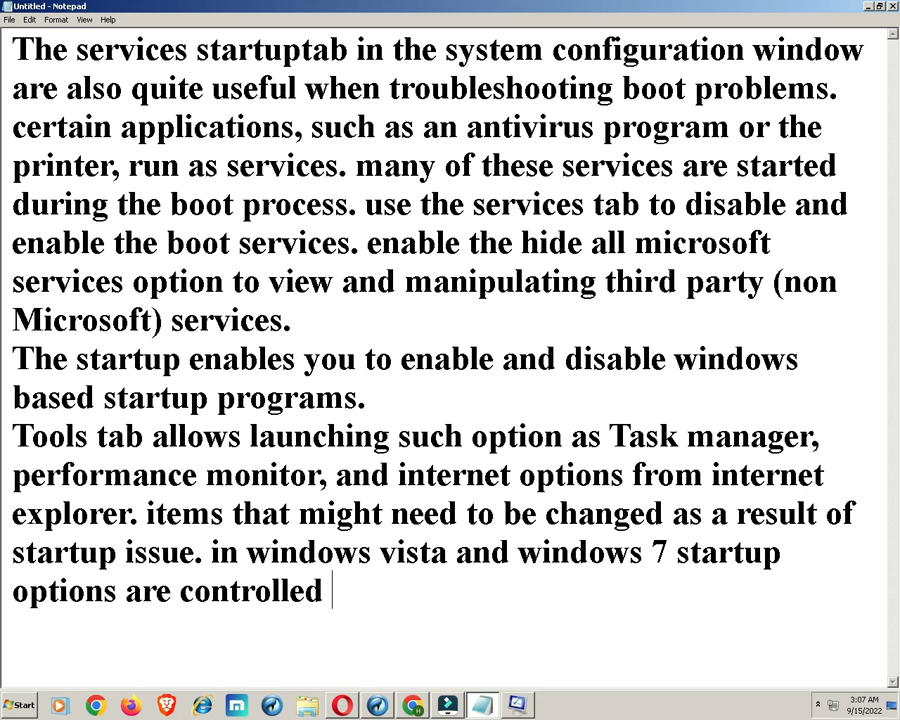 Untitled - Notepad
File Edit Format View Help
The services startuptab in the system configuration window
are also quite useful when troubleshooting boot problems.
certain applications, such as an antivirus program or the
printer, run as services. many of these services are started
during the boot process. use the services tab to disable and
enable the boot services. enable the hide all microsoft
services option to view and manipulating third party (non
Microsoft) services.
The startup enables you to enable and disable windows
based startup programs.
Tools tab allows launching such option as Task manager,
performance monitor, and internet options from internet
explorer. items that might need to be changed as a result of
startup issue. in windows vista and windows 7 startup
options are controlled
Start
3:07 AM
9/15/2022